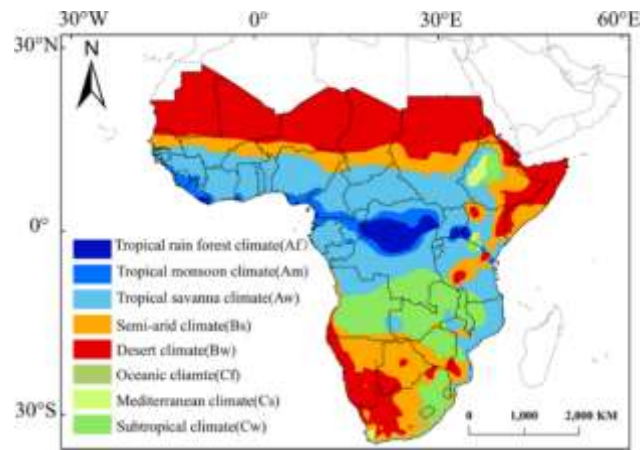 30°W 0° 30°E 60°E
30°N
N
0°
Tropical rain forest climate(Af)
Tropical monsoon climate(Am)
Tropical savanna climate(Aw)
Semi-arid climate(Bs)
Desert climate(Bw)
Oceanic cliamte(Cf)
Mediterranean climate(Cs)
Subtropical climate(Cw)
30°S
0 1,000 2,000 KM